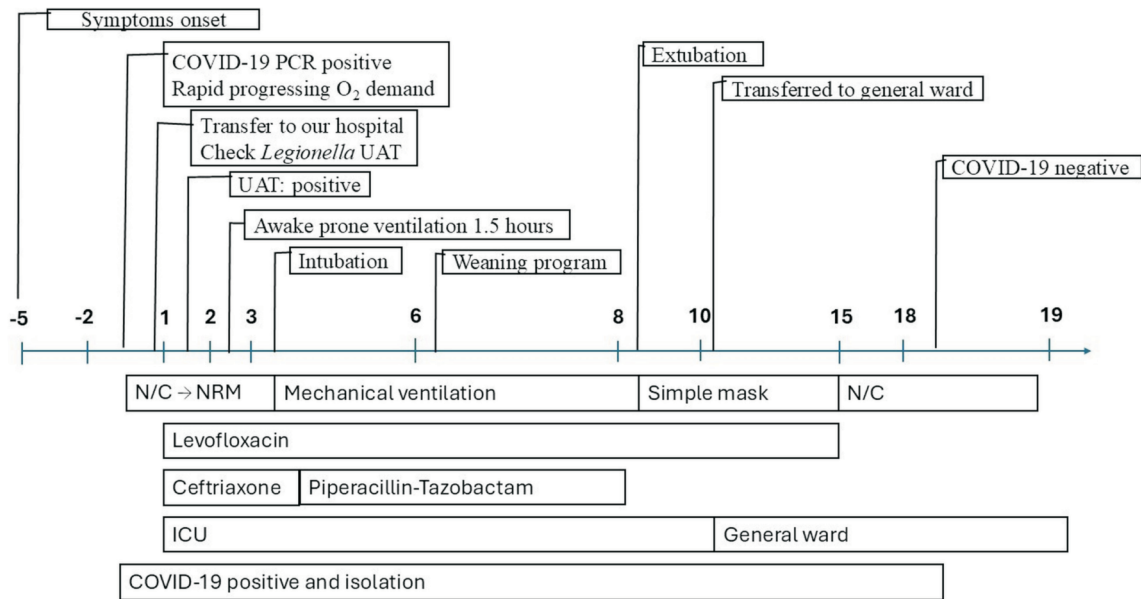 Symptoms onset
COVID-19 PCR positive
Rapid progressing O₂ demand
Extubation
Transferred to general ward
Transfer to our hospital
Check Legionella UAT
COVID-19 negative
UAT: positive
Awake prone ventilation 1.5 hours
Intubation
Weaning program
-5 -2 1 2 3 6 8 10 15 18 19
N/C → NRM Mechanical ventilation Simple mask N/C
Levofloxacin
Ceftriaxone Piperacillin-Tazobactam
ICU General ward
COVID-19 positive and isolation